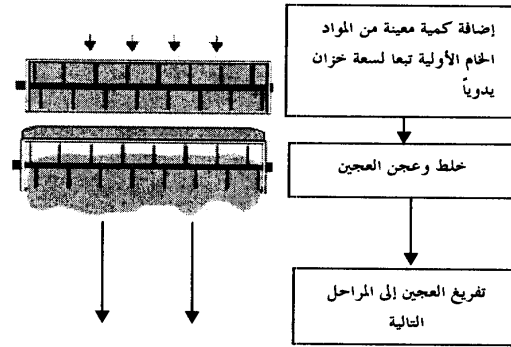 إضافة كمية معينة من المواد
الخام الأولية تبعا لسعة خزان
يدوياً
خلط وعجن العجين
تفريغ العجين إلى المراحل
التالية